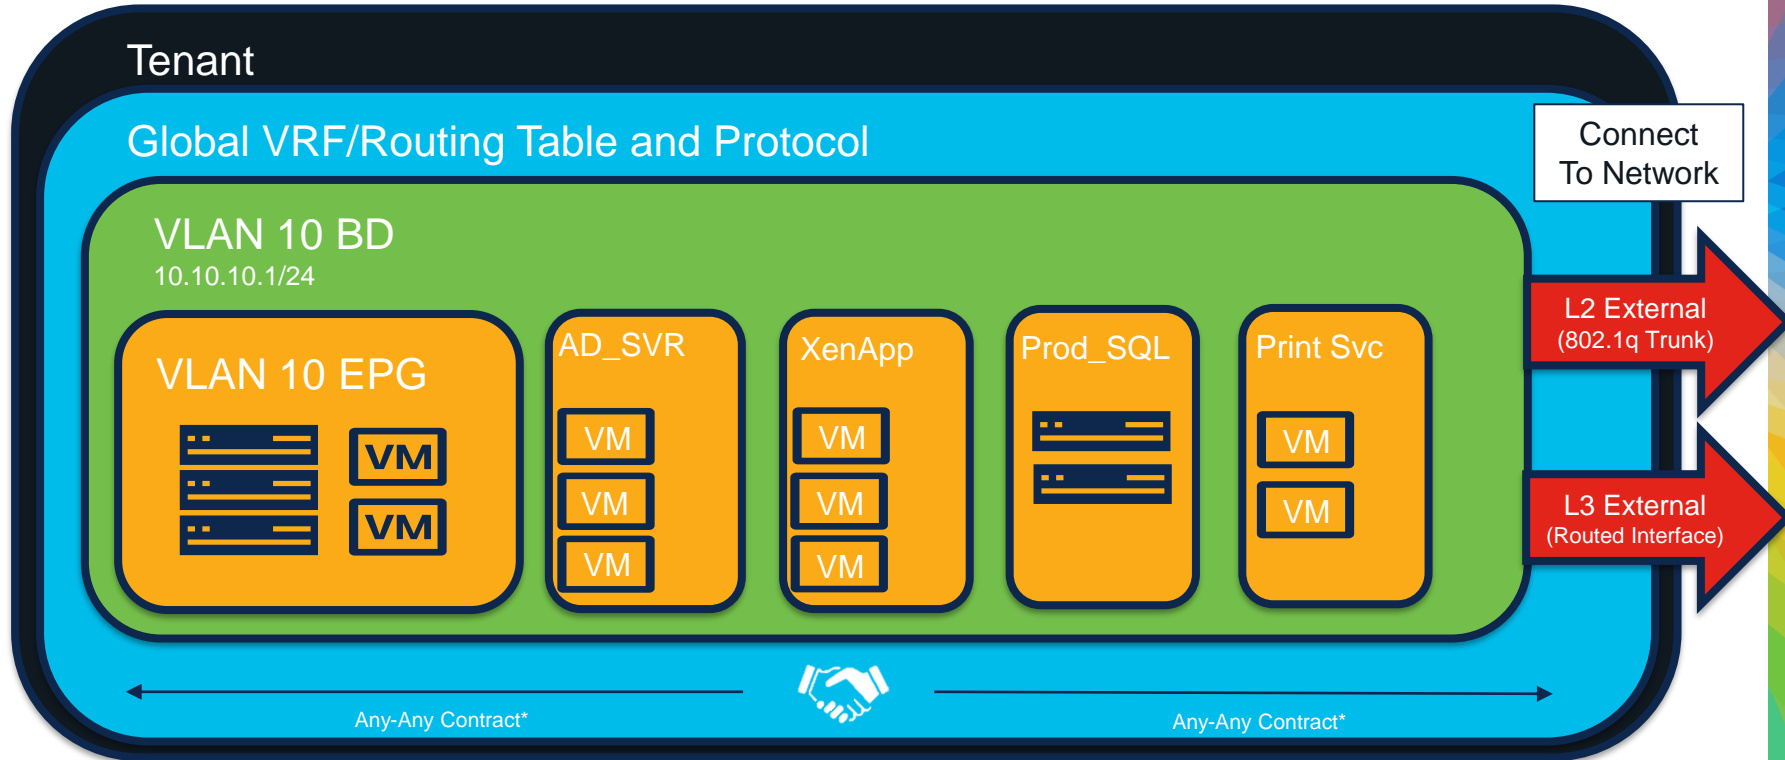 Tenant
Global VRF/Routing Table and Protocol
Connect
To Network
VLAN 10 BD
10.10.10.1/24
VLAN 10 EPG
VM
VM
AD_SVR
VM
VM
VM
XenApp
VM
VM
VM
Prod_SQL
Print Svc
VM
VM
L2 External
(802.1q Trunk)
L3 External
(Routed Interface)
Any-Any Contract*
Any-Any Contract*